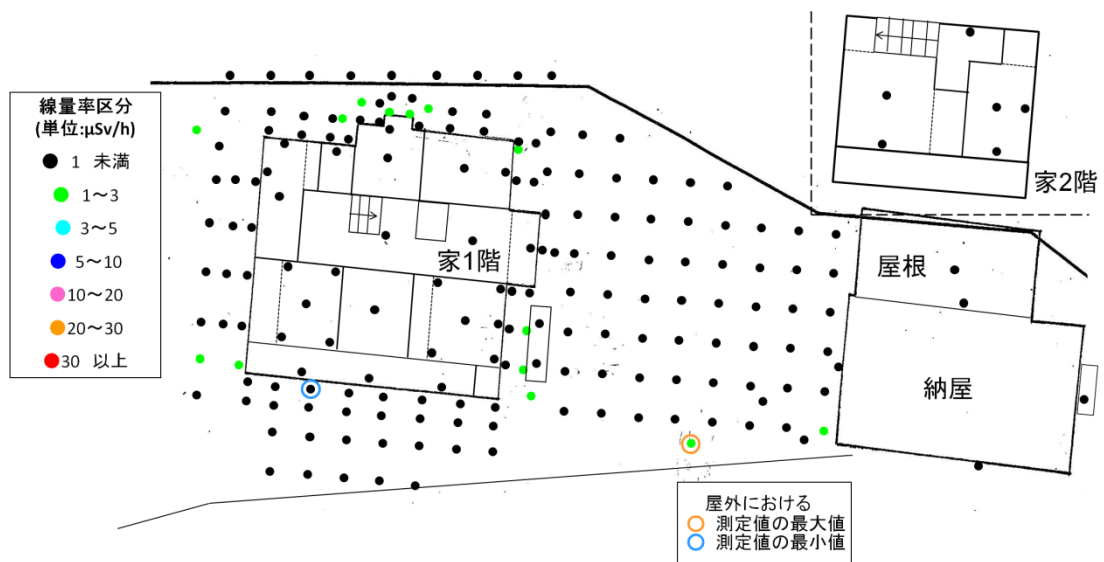 線量率区分
(単位:μSv/h)
1 未満
1～3
3～5
5～10
10～20
20～30
30 以上
家2階
家1階
屋根
納屋
屋外における
測定値の最大値
測定値の最小値